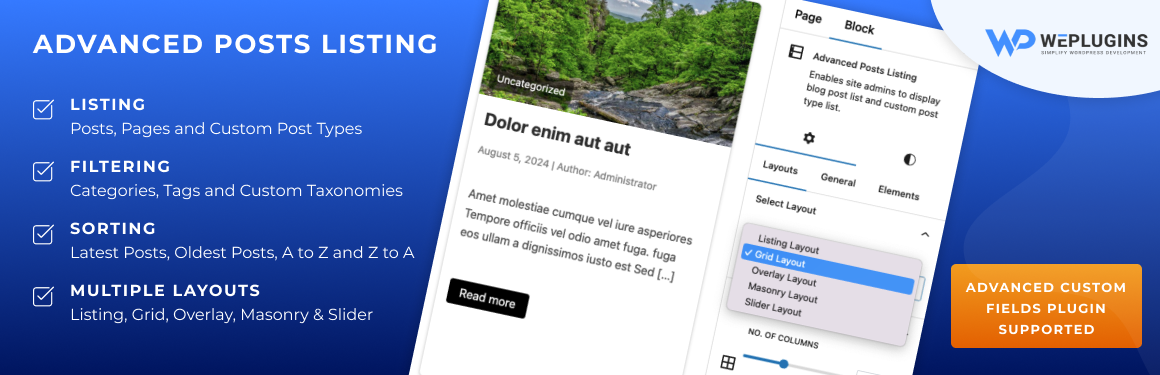 ADVANCED POSTS LISTING
LISTING
Posts, Pages and Custom Post Types
FILTERING
Categories, Tags and Custom Taxonomies
SORTING
Latest Posts, Oldest Posts, A to Z and Z to A
MULTIPLE LAYOUTS
Listing, Grid, Overlay, Masonry & Slider
Uncategorized
Dolor enim aut aut
August 5, 2024 | Author: Administrator
Amet molestiae cumque vel iure asperiores
Tempore officiis vel odio amet fuga. fuga
eos ullam a dignissimos iusto est Sed [...]
Read more
Page Block
Advanced Posts Listing
Enables site admins to display
blog post list and custom post
type list.
Layouts General Elements
Select Layout
Listing Layout
✓ Grid Layout
Overlay Layout
Masonry Layout
Slider Layout
NO. OF COLUMNS
WP WEPLUGINS
SIMPLIFY WORDPRESS DEVELOPMENT
ADVANCED CUSTOM
FIELDS PLUGIN
SUPPORTED